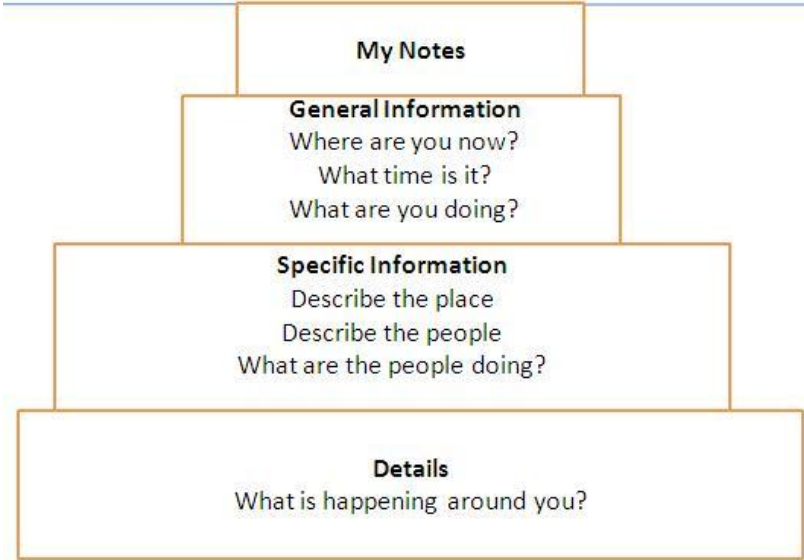 My Notes
General Information
Where are you now?
What time is it?
What are you doing?
Specific Information
Describe the place
Describe the people
What are the people doing?
Details
What is happening around you?